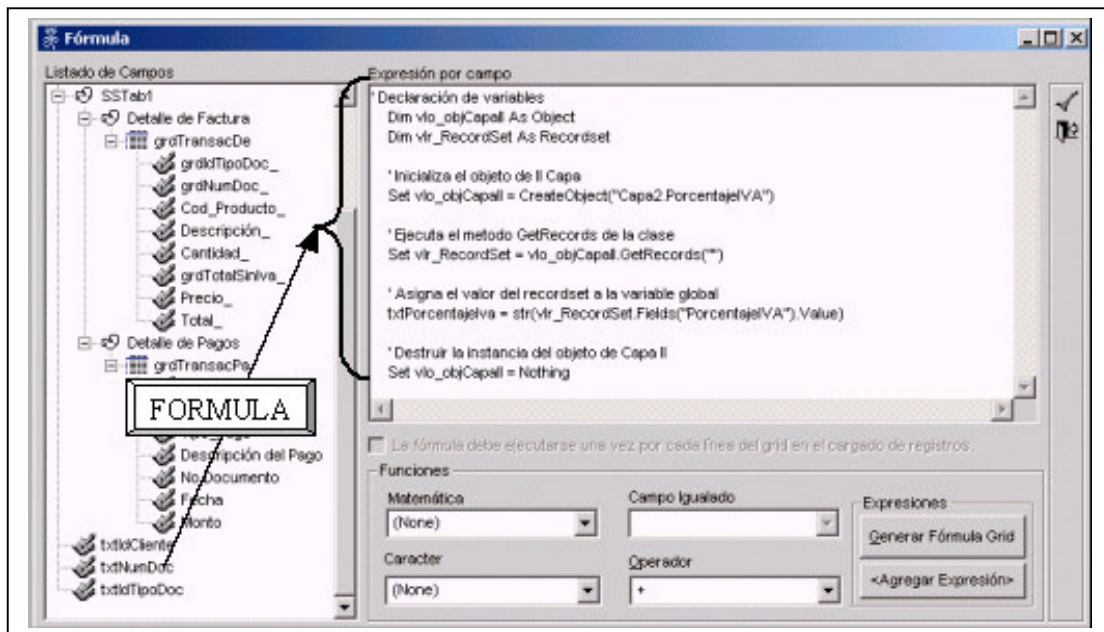 Fórmula
Listado de Campos
SSTab1
Detalle de Factura
grdTransacDe
grdIdTipoDoc_
grdNumDoc_
Cod_Producto_
Descripción_
Cantidad_
grdTotalSinIva_
Precio_
Total_
Detalle de Pagos
grdTransacPa
FORMULA
Descripción del Pago
No.Documento
Fecha
Monto
txtIdCliente
txtNumDoc
txtIdTipoDoc
Expresión por campo
' Declaración de variables
Dim vlo_objCapaII As Object
Dim vlr_RecordSet As Recordset
' Inicializa el objeto de II Capa
Set vlo_objCapaII = CreateObject("Capa2.PorcentajeIVA")
' Ejecuta el metodo GetRecords de la clase
Set vlr_RecordSet = vlo_objCapaII.GetRecords("")
' Asigna el valor del recordset a la variable global
txtPorcentajeIva = str(vlr_RecordSet.Fields("PorcentajeIVA").Value)
' Destruir la instancia del objeto de Capa II
Set vlo_objCapaII = Nothing
La fórmula debe ejecutarse una vez por cada línea del grid en el cargado de registros.
Funciones
Matemática
(None)
Campo Igualado
Caracter
(None)
Operador
+
Expresiones
Generar Fórmula Grid
<Agregar Expresión>